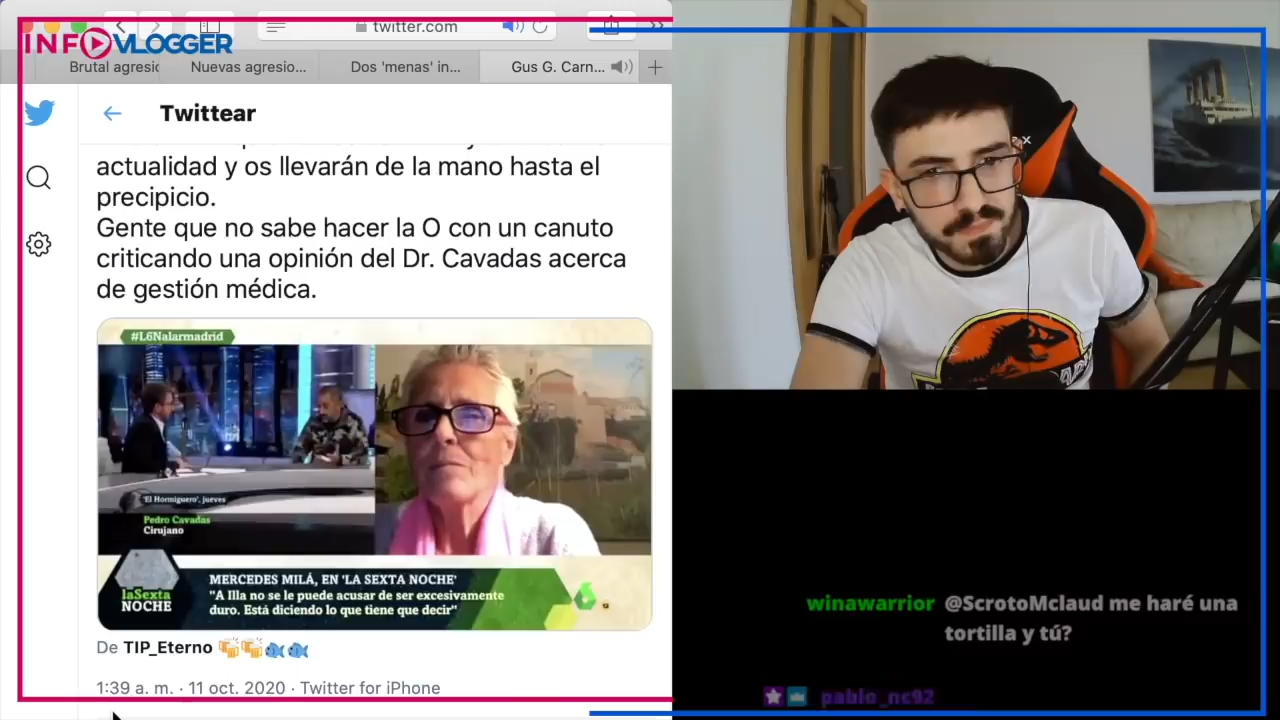 INFOVLOGGER
twitter.com
Brutal agresic
Nuevas agresio...
Dos 'menas' in...
Gus G. Carn...
Twittear
actualidad y os llevarán de la mano hasta el
precipicio.
Gente que no sabe hacer la O con un canuto
criticando una opinión del Dr. Cavadas acerca
de gestión médica.
#L6Nalarmadrid
'El Hormiguero', jueves
Pedro Cavadas
Cirujano
laSexta
NOCHE
MERCEDES MILÁ, EN 'LA SEXTA NOCHE'
"A Illa no se le puede acusar de ser excesivamente
duro. Está diciendo lo que tiene que decir"
De TIP_Eterno
1:39 a. m. · 11 oct. 2020 · Twitter for iPhone
winawarrior @ScrotoMclaud me haré una
tortilla y tú?
pablo_nc92